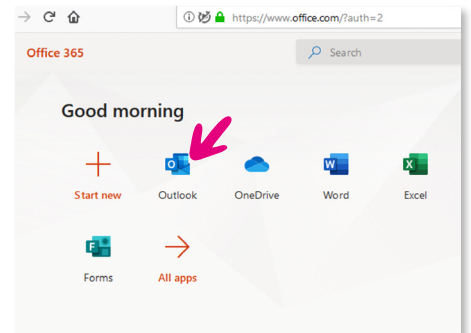 https://www.office.com/?auth=2
Office 365
Search
Good morning
Start new
Outlook
OneDrive
Word
Excel
Forms
All apps